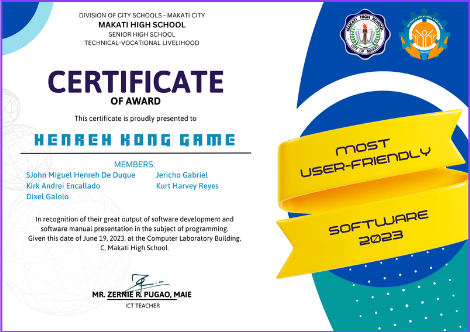 DIVISION OF CITY SCHOOLS - MAKATI CITY
MAKATI HIGH SCHOOL
SENIOR HIGH SCHOOL
TECHNICAL-VOCATIONAL LIVELIHOOD
CERTIFICATE
OF AWARD
This certificate is proudly presented to
HENREH KONG GAME
MEMBERS:
SJohn Miguel Henreh De Duque
Jericho Gabriel
Kirk Andrei Encallado
Kurt Harvey Reyes
Dixel Galolo
In recognition of their great output of software development and
software manual presentation in the subject of programming.
Given this date of June 19, 2023, at the Computer Laboratory Building,
C, Makati High School.
MR. ZERNIE R. PUGAO, MAIE
ICT TEACHER
MOST
USER-FRIENDLY
SOFTWARE
2023